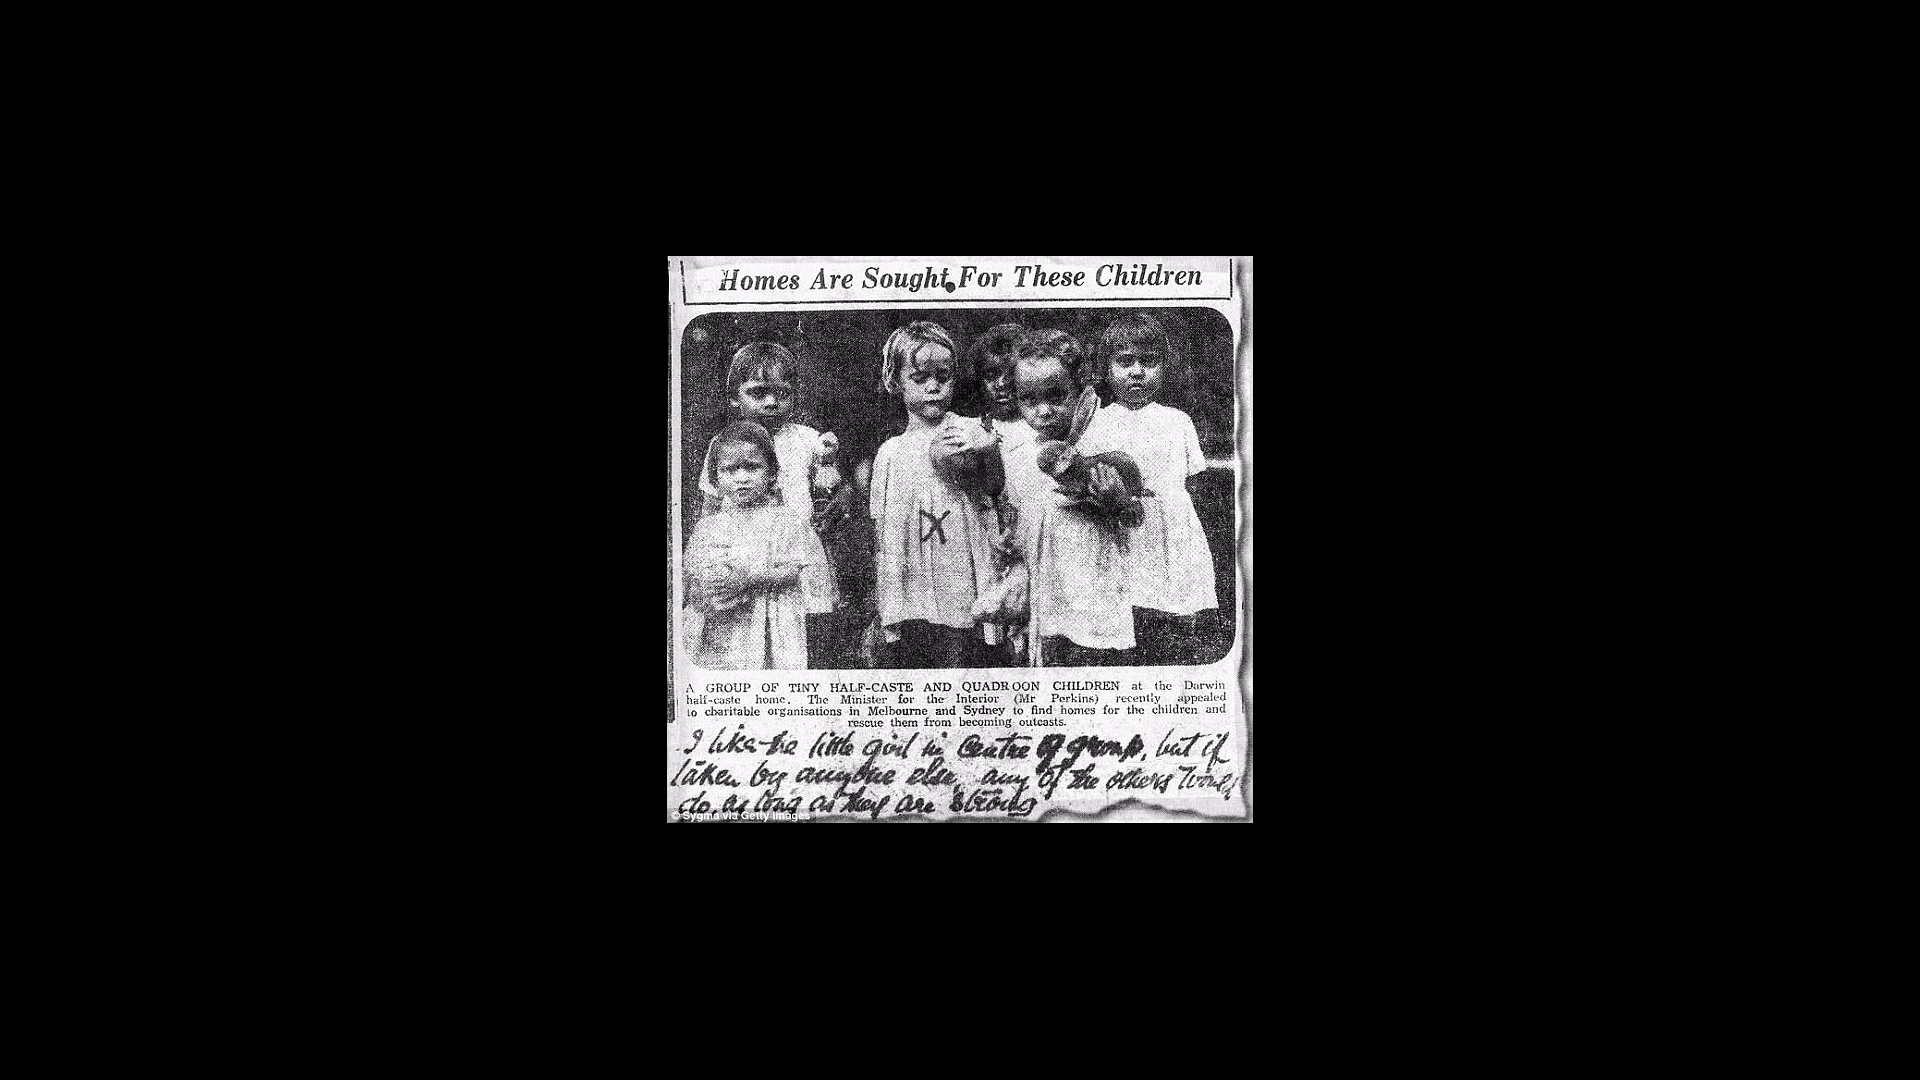 Homes Are Sought For These Children
X
A GROUP OF TINY HALF-CASTE AND QUADROON CHILDREN at the Darwin
half-caste home. The Minister for the Interior (Mr Perkins) recently appealed
to charitable organisations in Melbourne and Sydney to find homes for the children and
rescue them from becoming outcasts.
I like the little girl in Centre of group, but if
taken by anyone else, any of the others would
do as long as they are strong
© Sygma via Getty Images